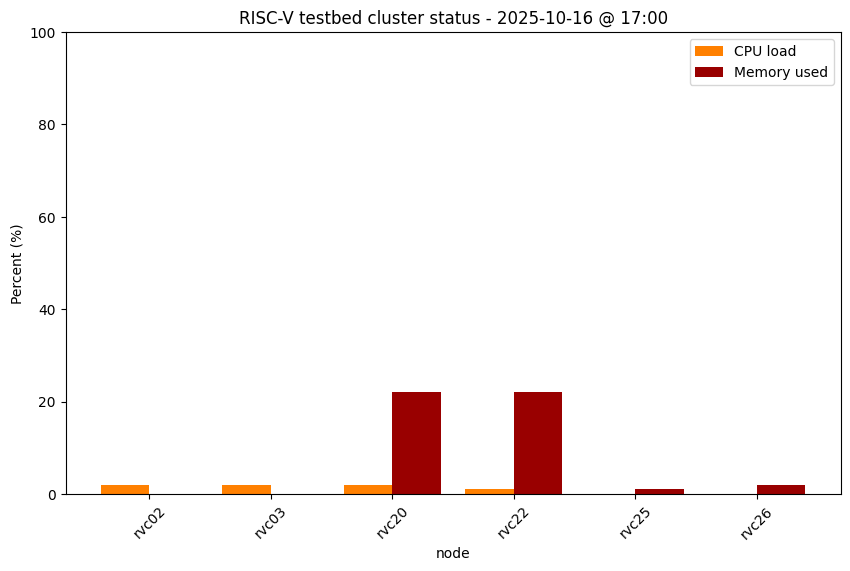 RISC-V testbed cluster status - 2025-10-16 @ 17:00
CPU load
Memory used
Percent (%)
100
80
60
40
20
0
rvc02
rvc03
rvc20
rvc22
rvc25
rvc26
node